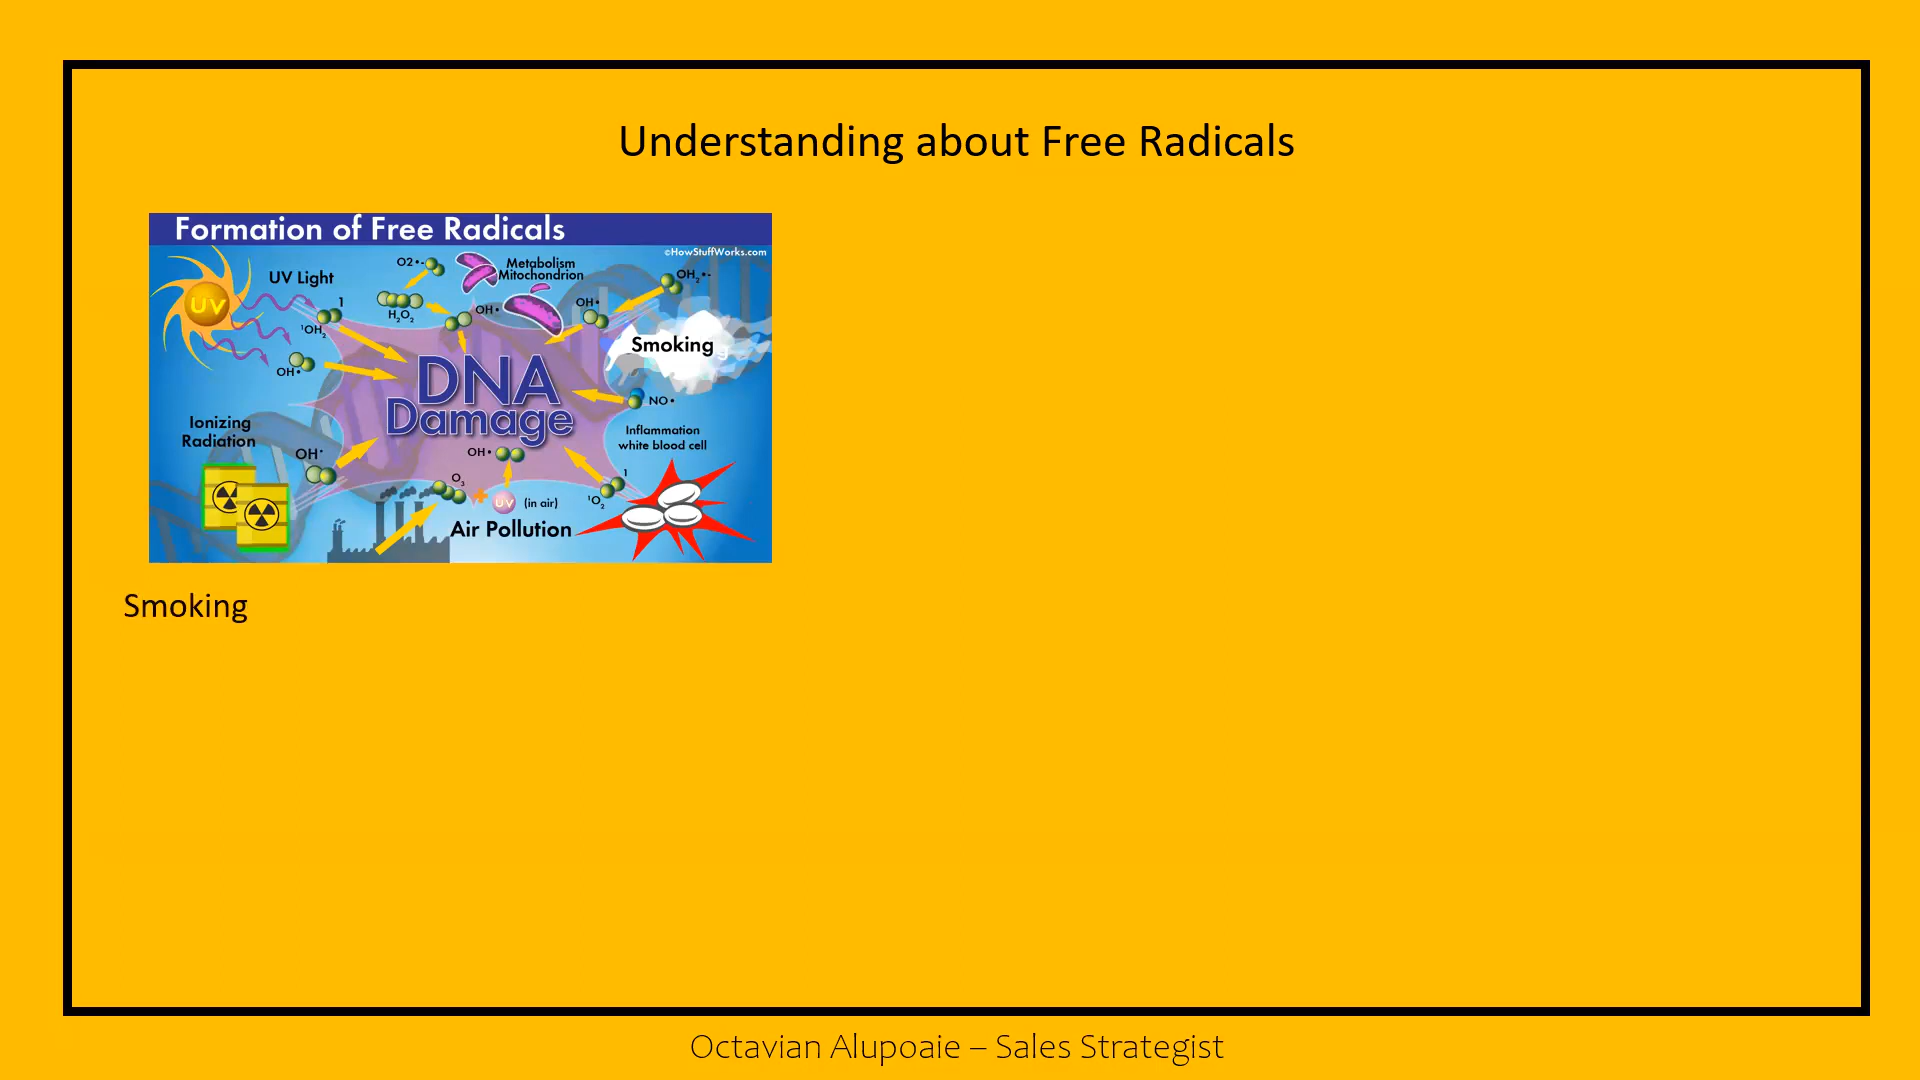 Understanding about Free Radicals
Formation of Free Radicals
©HowStuffWorks.com
UV Light
UV
1
¹OH₂
OH•
O2•-
H₂O₂
OH•
Metabolism
Mitochondrion
OH•
OH₂•-
Smoking
DNA
Damage
NO•
Ionizing
Radiation
OH•
Inflammation
white blood cell
OH•
O₃
UV (in air)
Air Pollution
1
¹O₂
Smoking
Octavian Alupoaie – Sales Strategist